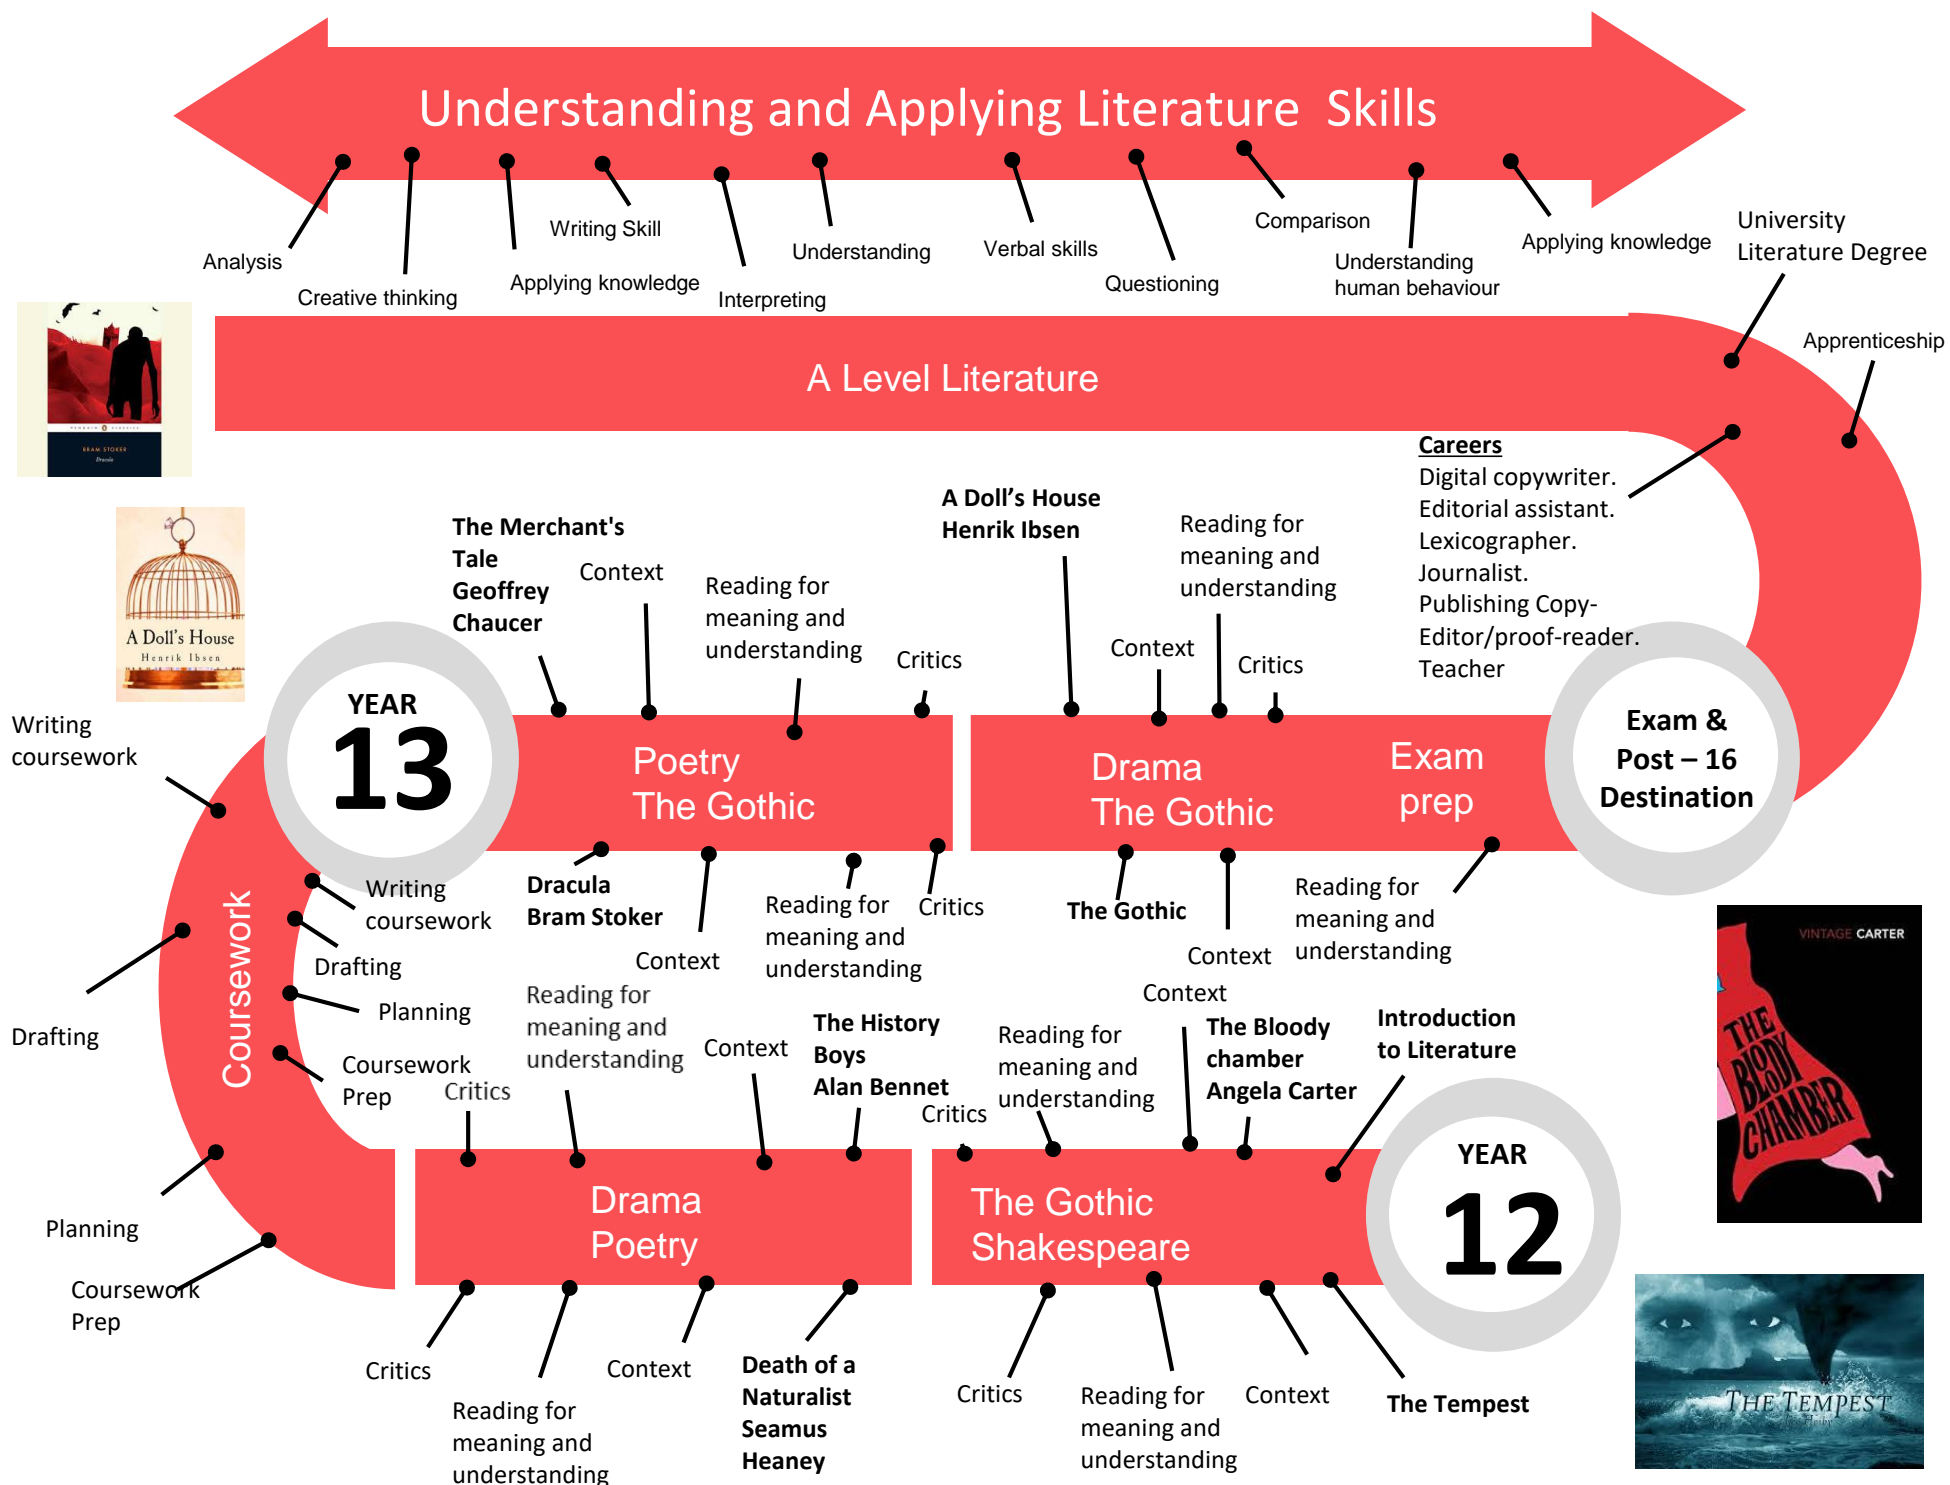 Understanding and Applying Literature  Skills
Analysis
Creative thinking
Applying knowledge
Writing Skill
Interpreting
Understanding
Verbal skills
Questioning
Comparison
Understanding
human behaviour
Applying knowledge
University
Literature Degree
Apprenticeship
A Level Literature
PENGUIN CLASSICS
BRAM STOKER
Dracula
Careers
Digital copywriter.
Editorial assistant.
Lexicographer.
Journalist.
Publishing Copy-
Editor/proof-reader.
Teacher
A Doll's House
Henrik Ibsen
The Merchant's
Tale
Geoffrey
Chaucer
Context
Reading for
meaning and
understanding
Critics
A Doll’s House
Henrik Ibsen
Context
Reading for
meaning and
understanding
Critics
YEAR
13
Poetry
The Gothic
Drama
The Gothic
Exam
prep
Exam &
Post – 16
Destination
Writing
coursework
Drafting
Planning
Coursework
Prep
Coursework
Writing
coursework
Drafting
Planning
Coursework
Prep
Dracula
Bram Stoker
Context
Reading for
meaning and
understanding
Critics
The Gothic
Context
Reading for
meaning and
understanding
VINTAGE CARTER
THE
BLOODY
CHAMBER
Critics
Reading for
meaning and
understanding
Context
The History
Boys
Alan Bennet
Critics
Reading for
meaning and
understanding
Context
The Bloody
chamber
Angela Carter
Introduction
to Literature
Drama
Poetry
The Gothic
Shakespeare
YEAR
12
Critics
Reading for
meaning and
understanding
Context
Death of a
Naturalist
Seamus
Heaney
Critics
Reading for
meaning and
understanding
Context
The Tempest
THE TEMPEST